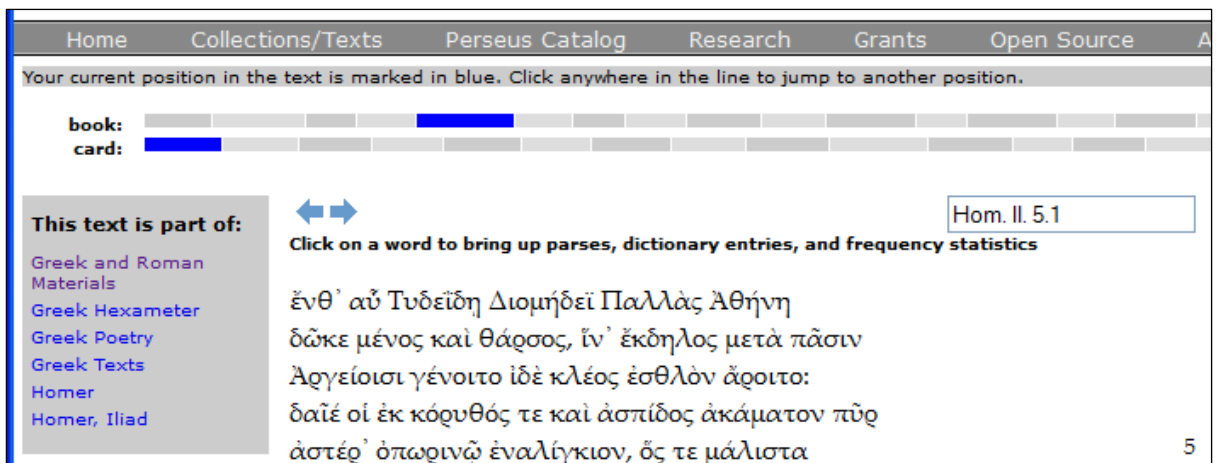 Home Collections/Texts Perseus Catalog Research Grants Open Source A
Your current position in the text is marked in blue. Click anywhere in the line to jump to another position.
book:
card:
This text is part of:
Greek and Roman
Materials
Greek Hexameter
Greek Poetry
Greek Texts
Homer
Homer, Iliad
Hom. Il. 5.1
Click on a word to bring up parses, dictionary entries, and frequency statistics
ἔνθ᾽ αὖ Τυδεΐδῃ Διομήδεϊ Παλλὰς Ἀθήνη
δῶκε μένος καὶ θάρσος, ἵν᾽ ἔκδηλος μετὰ πᾶσιν
Ἀργείοισι γένοιτο ἰδὲ κλέος ἐσθλὸν ἄροιτο:
δαῖέ οἱ ἐκ κόρυθός τε καὶ ἀσπίδος ἀκάματον πῦρ
ἀστέρ᾽ ὀπωρινῷ ἐναλίγκιον, ὅς τε μάλιστα 5